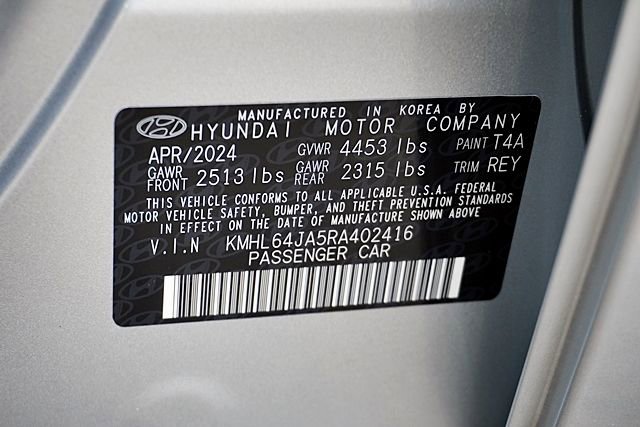 MANUFACTURED IN KOREA BY
HYUNDAI MOTOR COMPANY
APR/2024 GVWR 4453 lbs PAINT T4A
GAWR FRONT 2513 lbs GAWR REAR 2315 lbs TRIM REY
THIS VEHICLE CONFORMS TO ALL APPLICABLE U.S.A. FEDERAL
MOTOR VEHICLE SAFETY, BUMPER, AND THEFT PREVENTION STANDARDS
IN EFFECT ON THE DATE OF MANUFACTURE SHOWN ABOVE
V.I.N KMHL64JA5RA402416
PASSENGER CAR